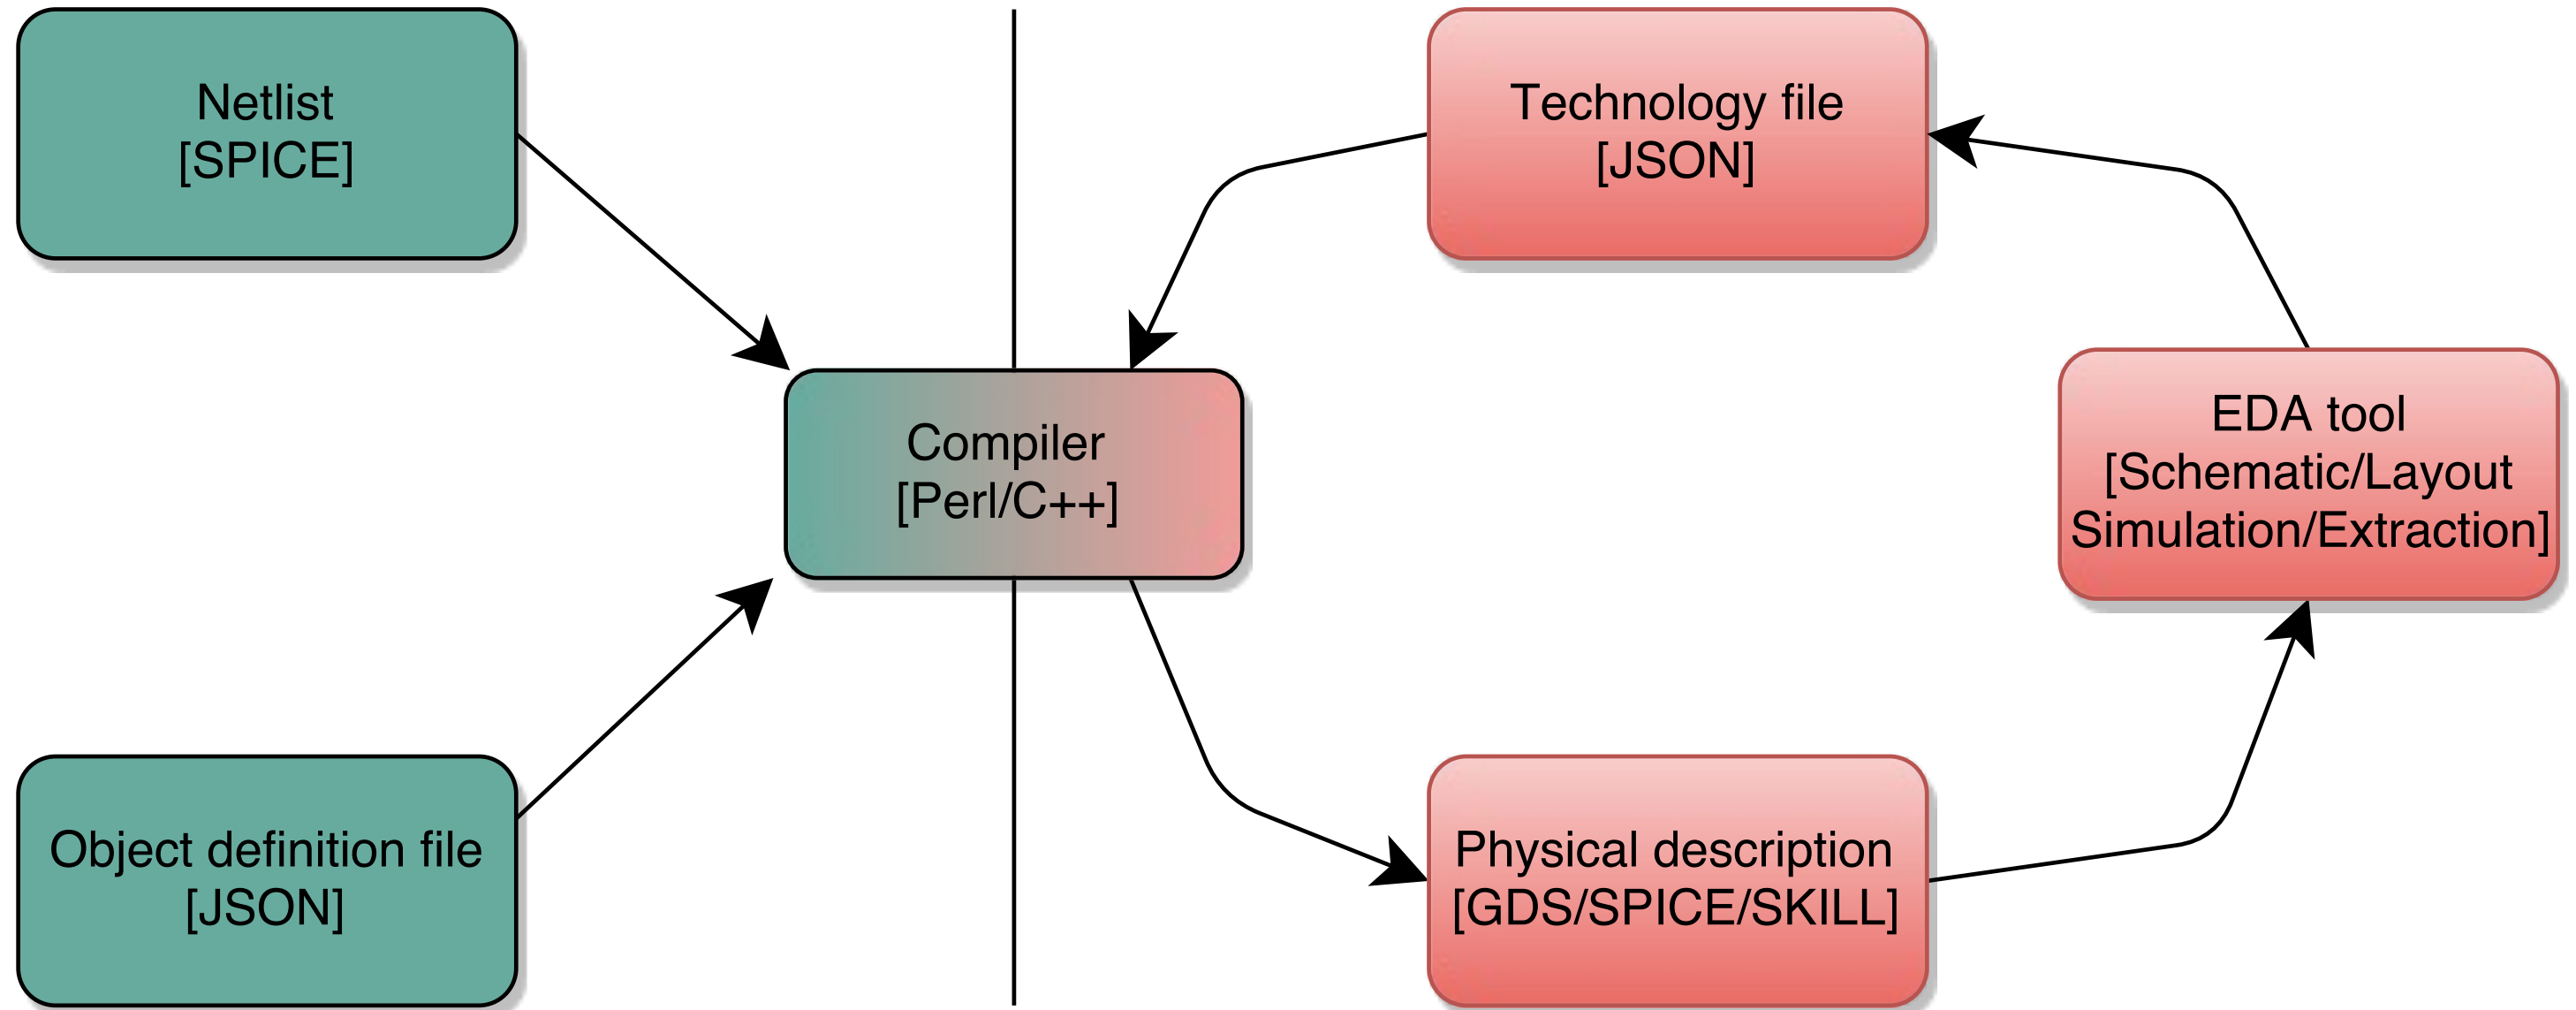 Netlist
[SPICE]
Technology file
[JSON]
Compiler
[Perl/C++]
EDA tool
[Schematic/Layout
Simulation/Extraction]
Object definition file
[JSON]
Physical description
[GDS/SPICE/SKILL]